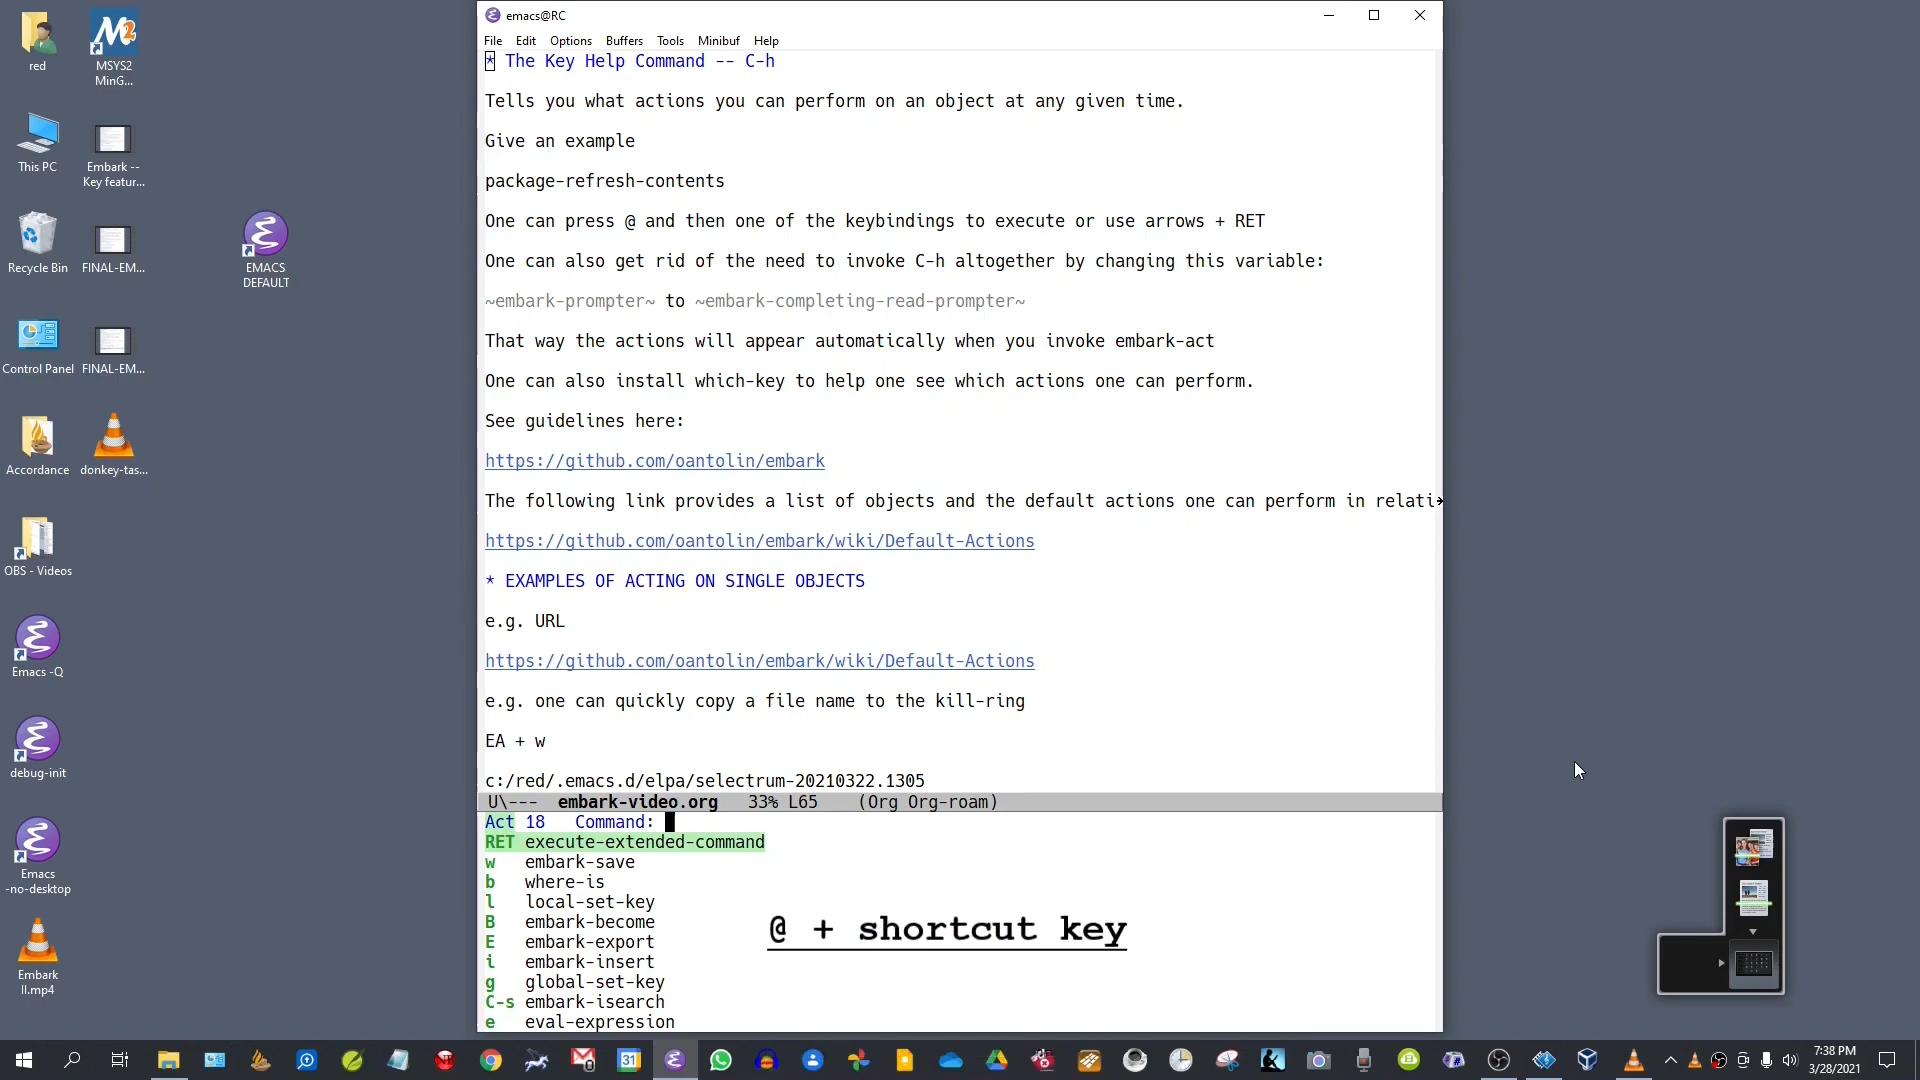 emacs@RC
File Edit Options Buffers Tools Minibuf Help
* The Key Help Command -- C-h
Tells you what actions you can perform on an object at any given time.
Give an example
package-refresh-contents
One can press @ and then one of the keybindings to execute or use arrows + RET
One can also get rid of the need to invoke C-h altogether by changing this variable:
~embark-prompter~ to ~embark-completing-read-prompter~
That way the actions will appear automatically when you invoke embark-act
One can also install which-key to help one see which actions one can perform.
See guidelines here:
https://github.com/oantolin/embark
The following link provides a list of objects and the default actions one can perform in relati
https://github.com/oantolin/embark/wiki/Default-Actions
* EXAMPLES OF ACTING ON SINGLE OBJECTS
e.g. URL
https://github.com/oantolin/embark/wiki/Default-Actions
e.g. one can quickly copy a file name to the kill-ring
EA + w
c:/red/.emacs.d/elpa/selectrum-20210322.1305
U\--- embark-video.org 33% L65 (Org Org-roam)
Act 18 Command:
RET execute-extended-command
w embark-save
b where-is
l local-set-key
B embark-become
E embark-export
i embark-insert
g global-set-key
C-s embark-isearch
e eval-expression
@ + shortcut key
red
MSYS2
MinG...
This PC
Embark --
Key featur...
Recycle Bin
FINAL-EM...
EMACS
DEFAULT
Control Panel
FINAL-EM...
Accordance
donkey-tas...
OBS - Videos
Emacs -Q
debug-init
Emacs
-no-desktop
Embark
II.mp4
31
7:38 PM
3/28/2021